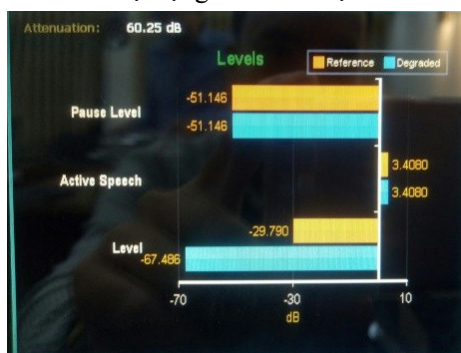 Attenuation: 60.25 dB
Levels
Reference Degraded
-51.146
Pause Level
-51.146
Active Speech
3.4080
3.4080
-29.790
Level
-67.486
-70 -30 10
dB